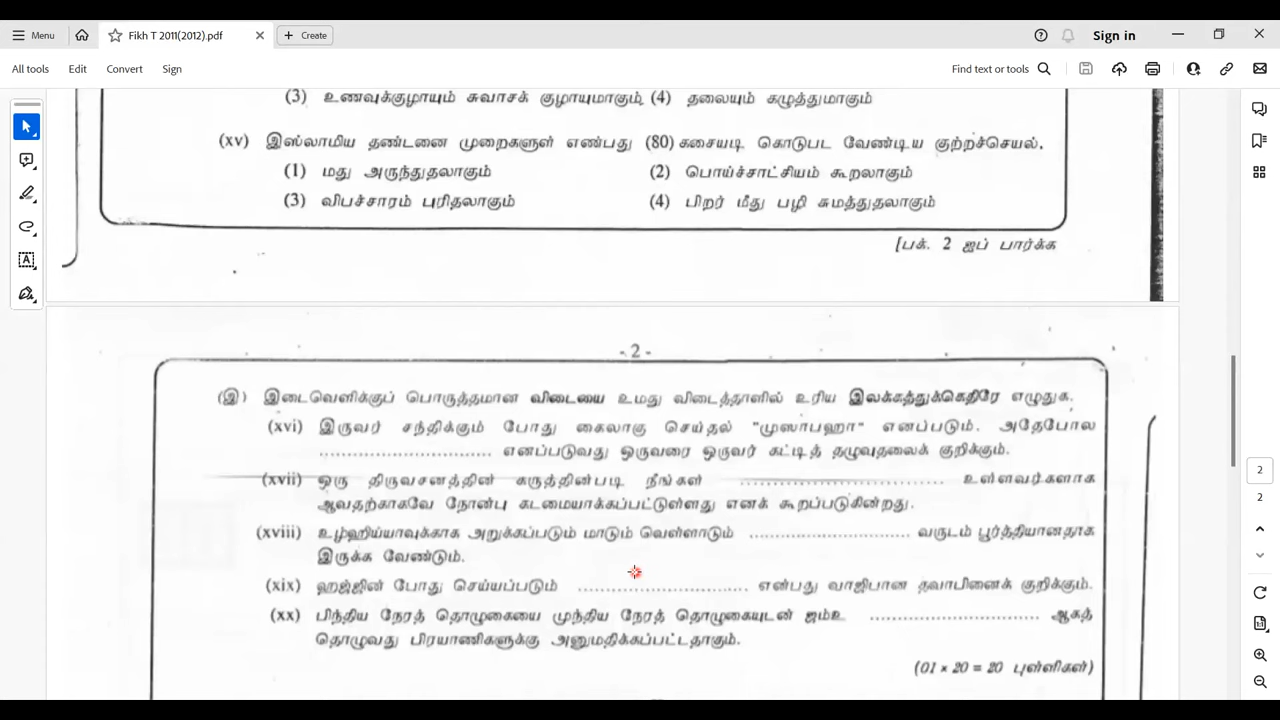 Menu
Fikh T 2011(2012).pdf
Create
Sign in
All tools Edit Convert Sign
Find text or tools
(3) உணவுக்குழாயும் சுவாசக் குழாயுமாகும். (4) தலையும் கழுத்துமாகும்
(xv) இஸ்லாமிய தண்டனை முறைகளுள் எண்பது (80) கசையடி கொடுபட வேண்டிய குற்றச்செயல்.
(1) மது அருந்துதலாகும் (2) பொய்ச்சாட்சியம் கூறலாகும்
(3) விபச்சாரம் புரிதலாகும் (4) பிறர் மீது பழி சுமத்துதலாகும்
[பக். 2 ஐப் பார்க்க
- 2 -
(இ) இடைவெளிக்குப் பொருத்தமான விடையை உமது விடைத்தாளில் உரிய இலக்கத்துக்கெதிரே எழுதுக.
(xvi) இருவர் சந்திக்கும் போது கைலாகு செய்தல் "முஸாபஹா" எனப்படும். அதேபோல
................................ எனப்படுவது ஒருவரை ஒருவர் கட்டித் தழுவுதலைக் குறிக்கும்.
(xvii) ஒரு திருவசனத்தின் கருத்தின்படி நீங்கள் ................................ உள்ளவர்களாக
ஆவதற்காகவே நோன்பு கடமையாக்கப்பட்டுள்ளது எனக் கூறப்படுகின்றது.
(xviii) உழ்ஹிய்யாவுக்காக அறுக்கப்படும் மாடும் வெள்ளாடும் ............................ வருடம் பூர்த்தியானதாக
இருக்க வேண்டும்.
(xix) ஹஜ்ஜின் போது செய்யப்படும் ............................ என்பது வாஜிபான தவாபினைக் குறிக்கும்.
(xx) பிந்திய நேரத் தொழுகையை முந்திய நேரத் தொழுகையுடன் ஜம்உ ............................ ஆகத்
தொழுவது பிரயாணிகளுக்கு அனுமதிக்கப்பட்டதாகும்.
(01 x 20 = 20 புள்ளிகள்)
2
2